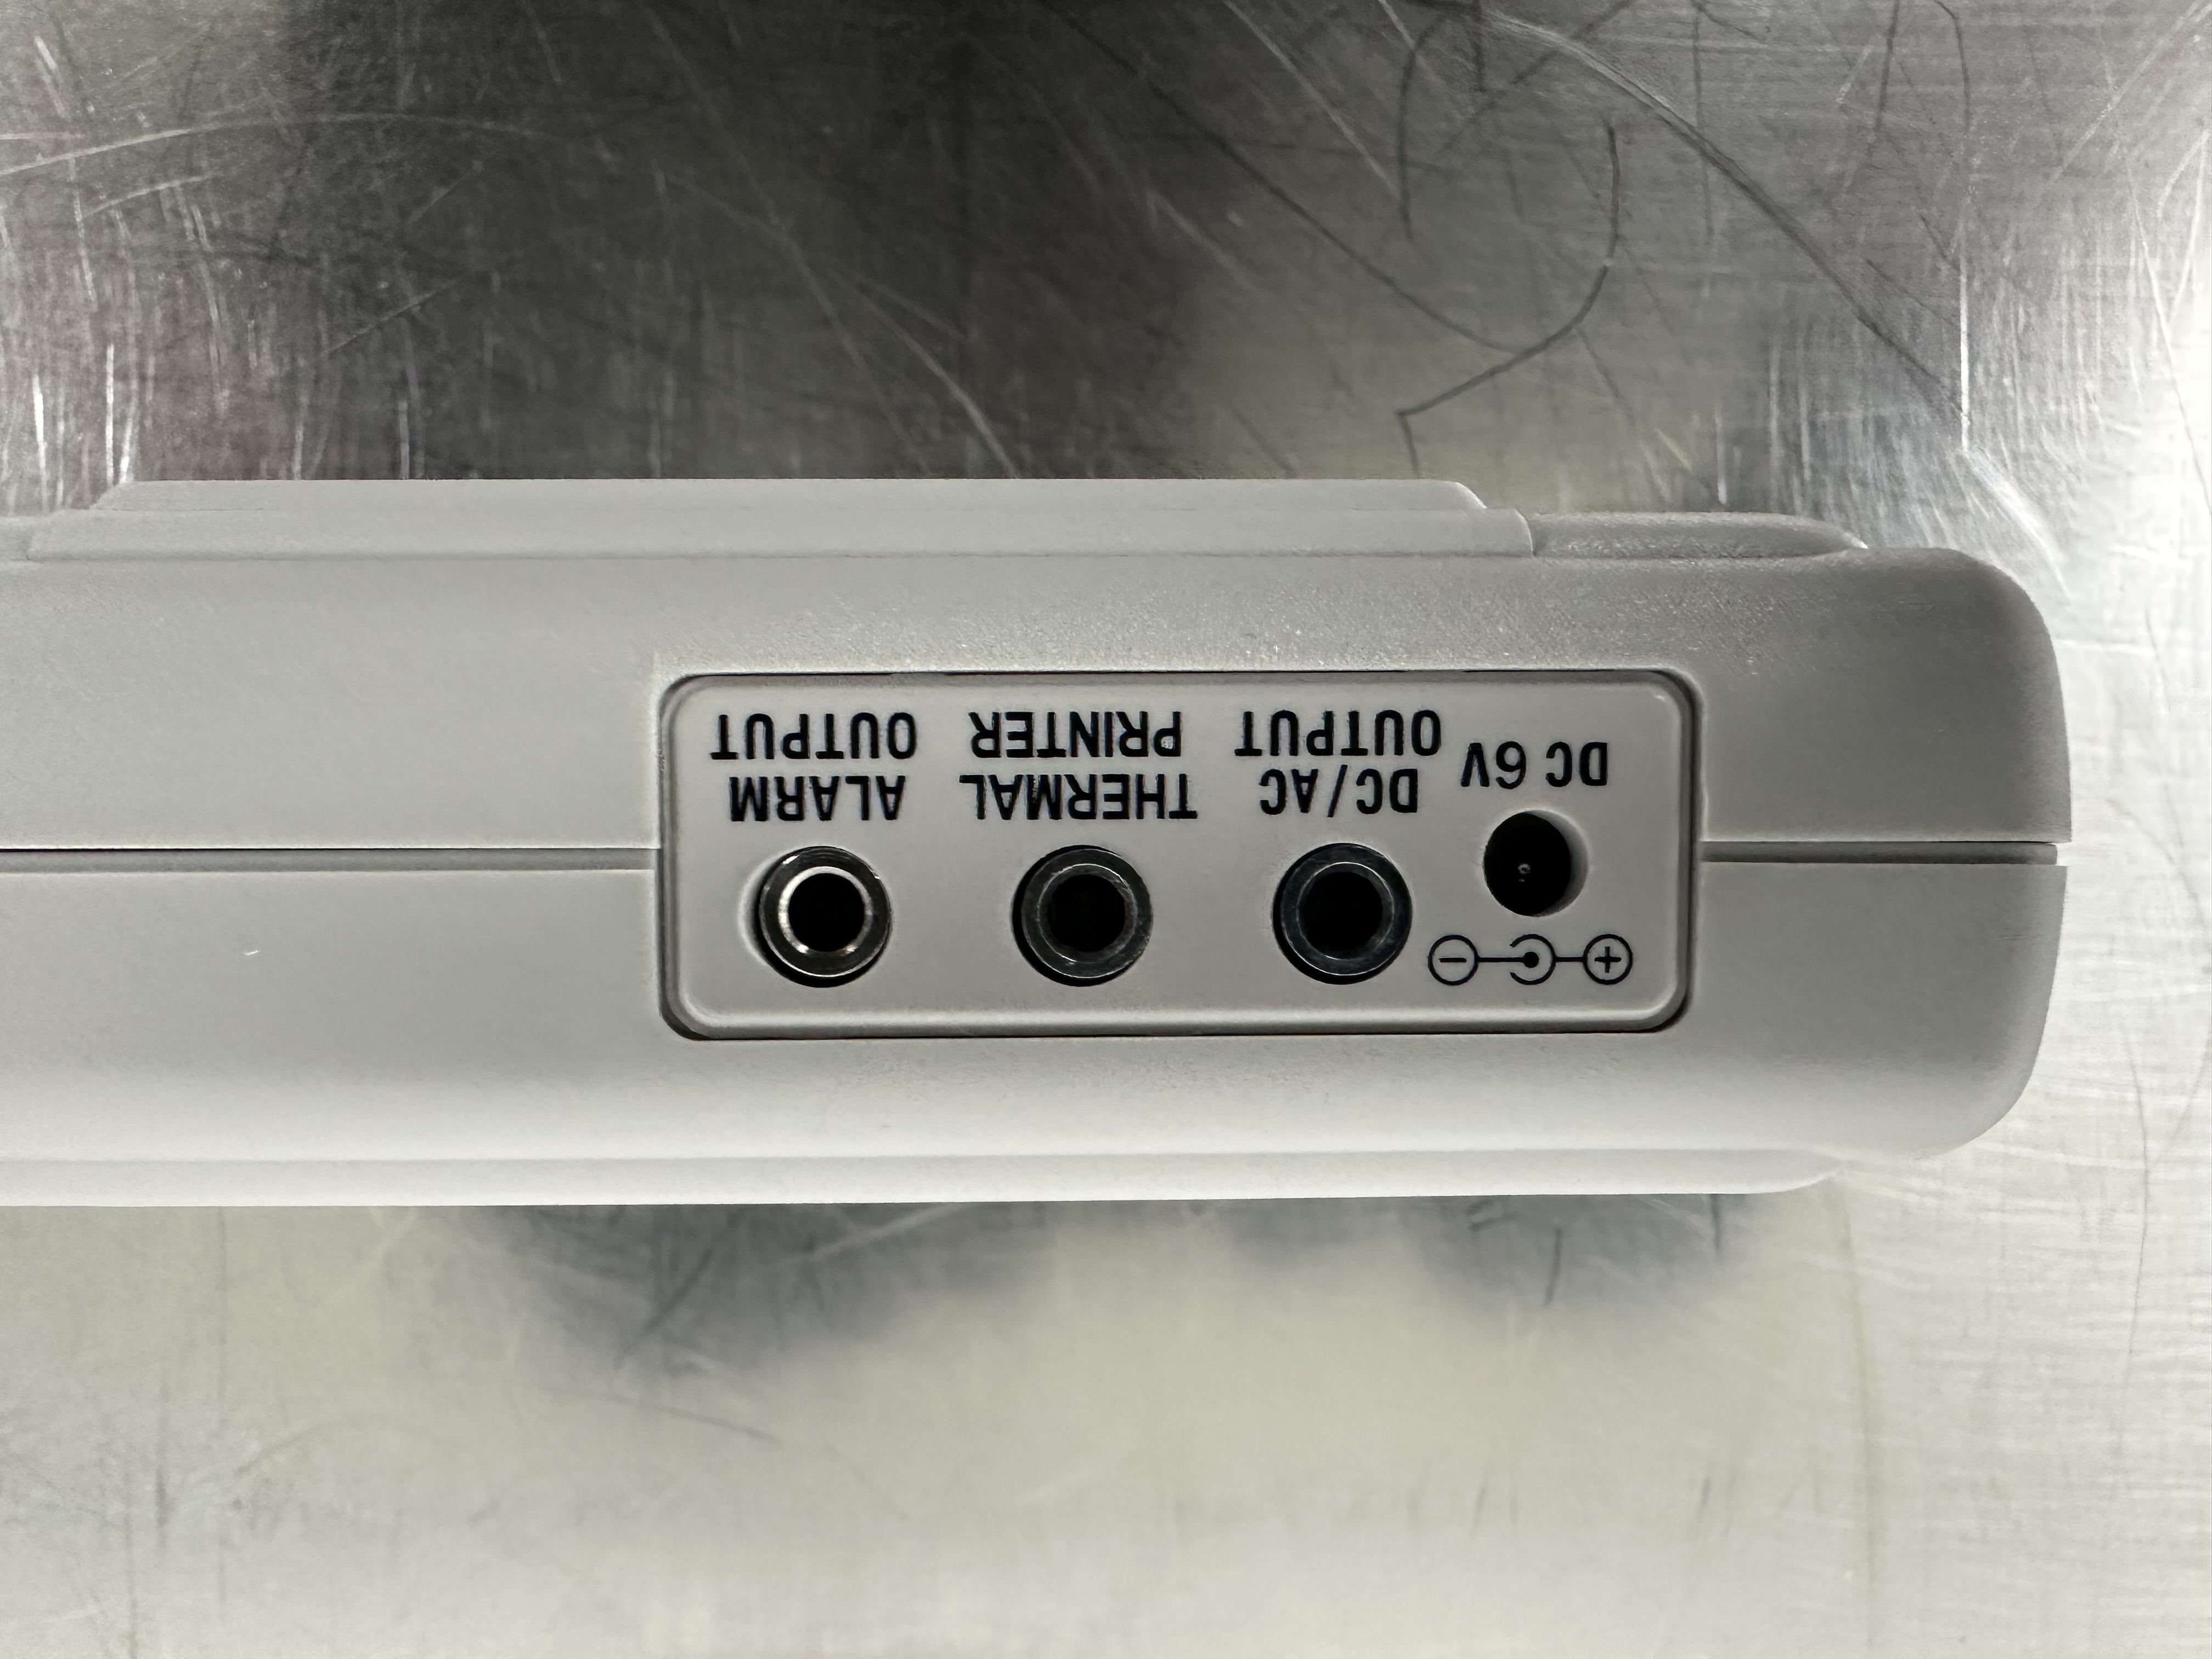 DC 6V
DC/AC
OUTPUT
THERMAL
PRINTER
ALARM
OUTPUT